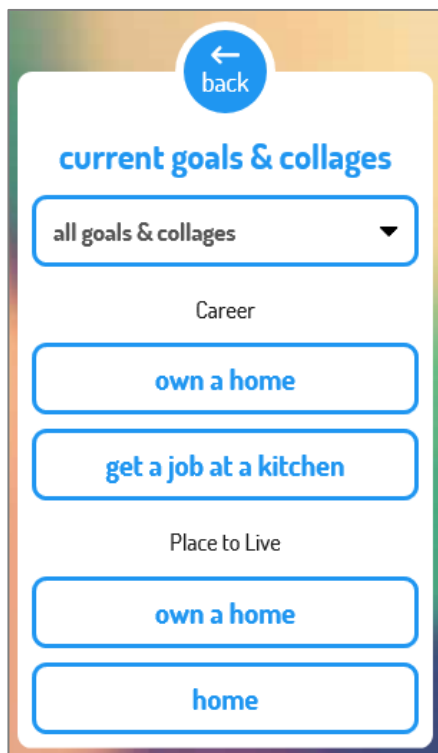 back
current goals & collages
all goals & collages
Career
own a home
get a job at a kitchen
Place to Live
own a home
home